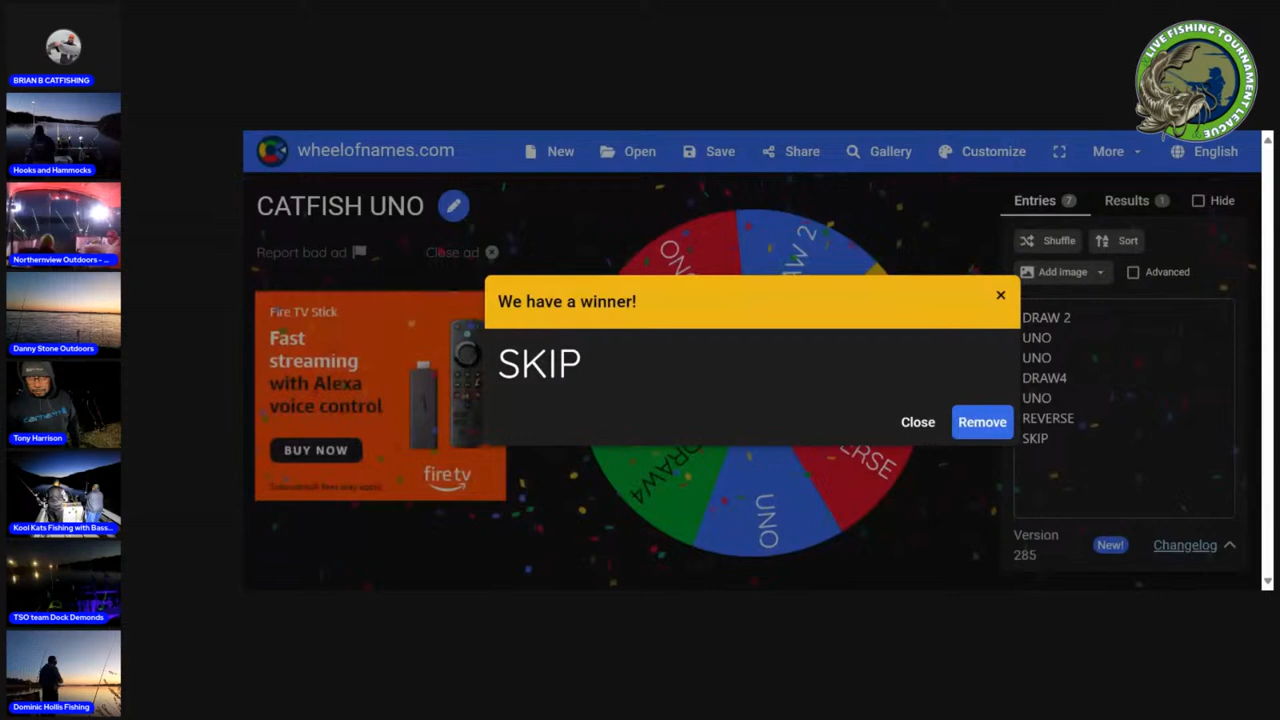 BRIAN B CATFISHING
Hooks and Hammocks
Northernview Outdoors - ...
Danny Stone Outdoors
Tony Harrison
Kool Kats Fishing with Bass...
TSO team Dock Demonds
Dominic Hollis Fishing
LIVE FISHING TOURNAMENT LEAGUE
wheelofnames.com
New
Open
Save
Share
Gallery
Customize
More
English
CATFISH UNO
Report bad ad
Close ad
Fire TV Stick
Fast
streaming
with Alexa
voice control
BUY NOW
fire tv
DRAW4
UNO
We have a winner!
SKIP
Close
Remove
Entries 7
Results 1
Hide
Shuffle
Sort
Add image
Advanced
DRAW 2
UNO
UNO
DRAW4
UNO
REVERSE
SKIP
Version
285
New!
Changelog